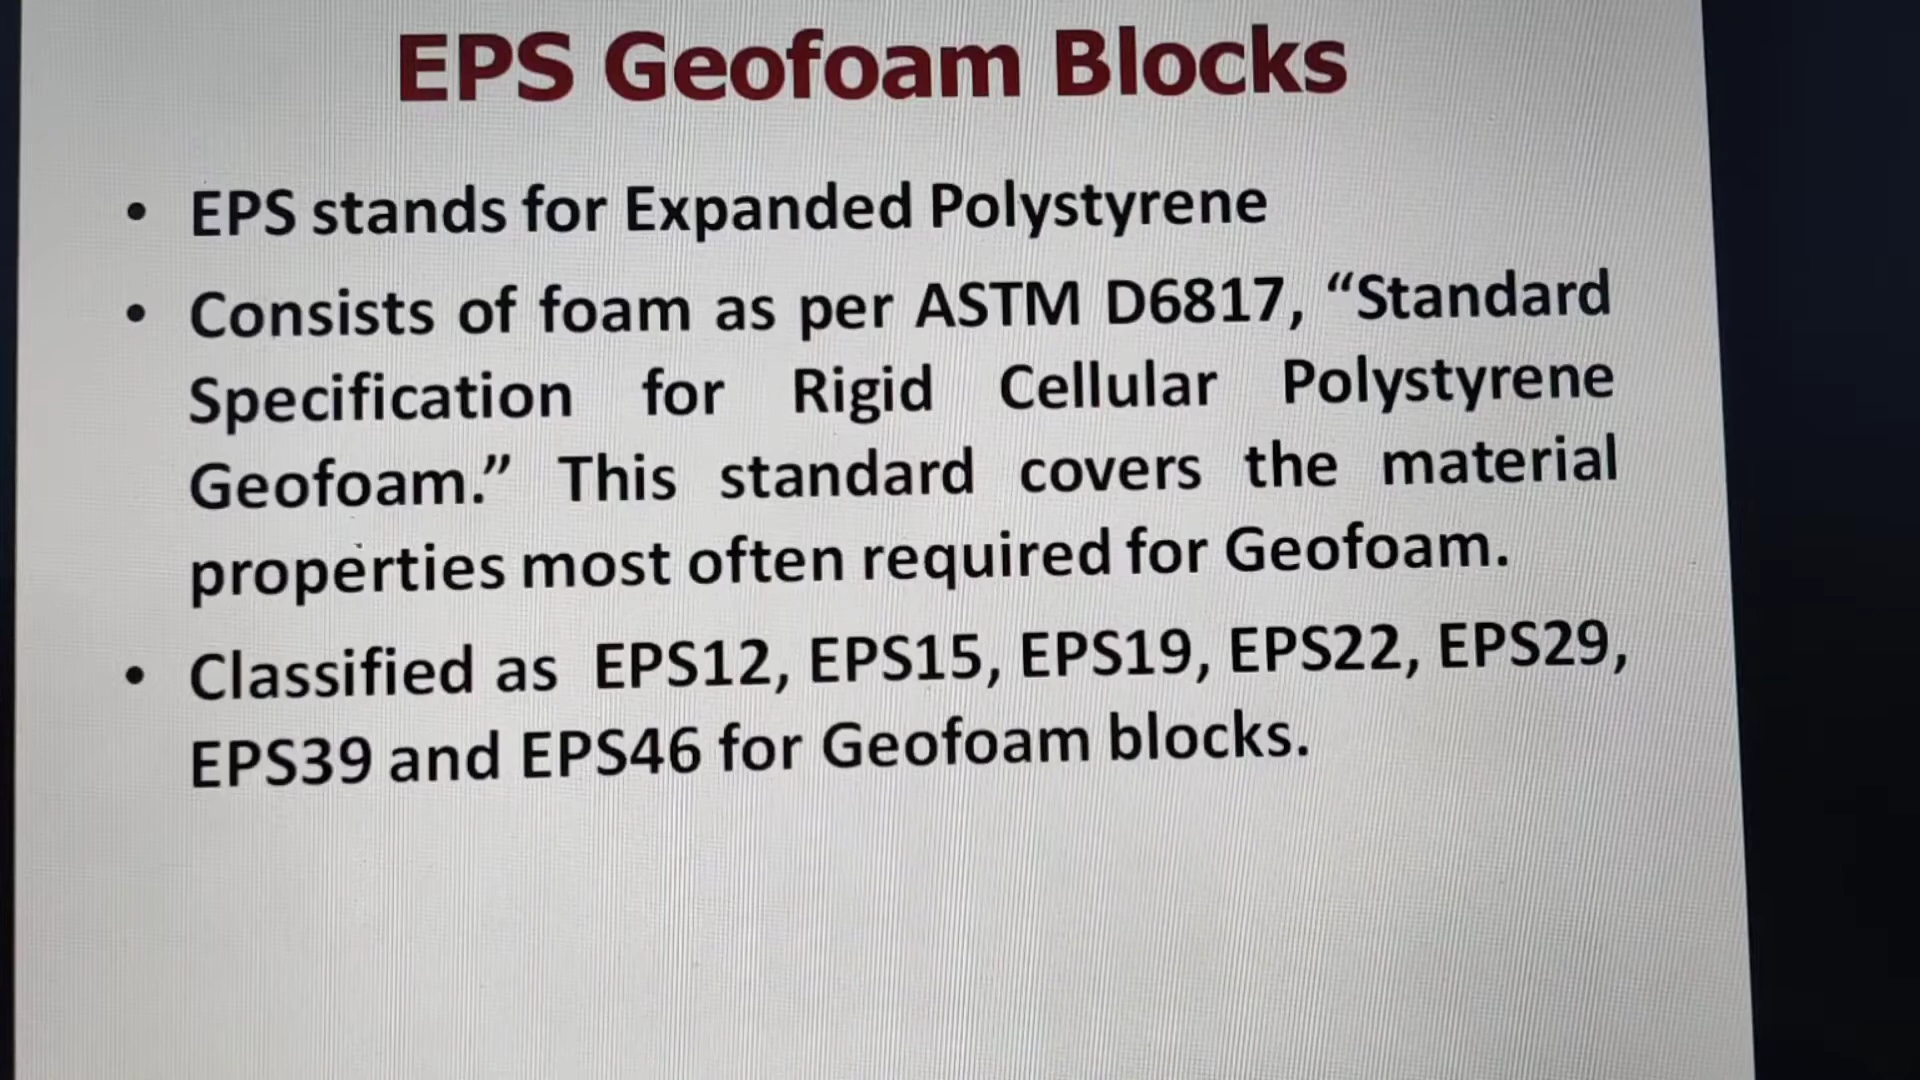 EPS Geofoam Blocks
• EPS stands for Expanded Polystyrene
• Consists of foam as per ASTM D6817, “Standard
Specification for Rigid Cellular Polystyrene
Geofoam.” This standard covers the material
properties most often required for Geofoam.
• Classified as EPS12, EPS15, EPS19, EPS22, EPS29,
EPS39 and EPS46 for Geofoam blocks.